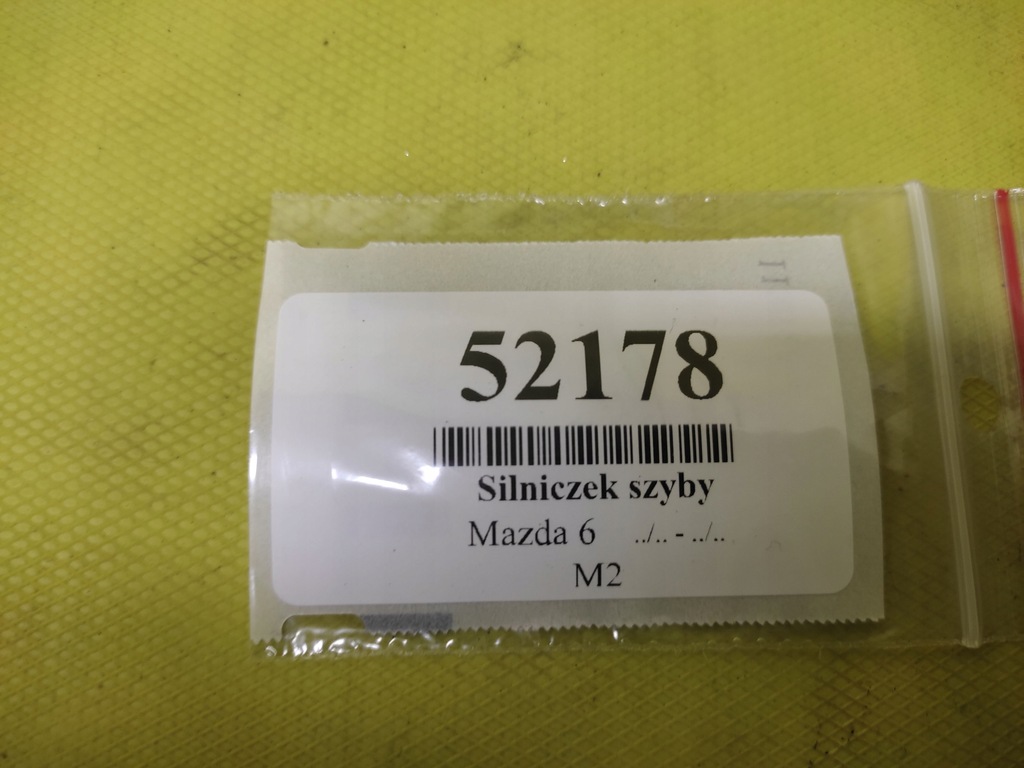 52178
Silniczek szyby
Mazda 6 ../.. - ../..
M2